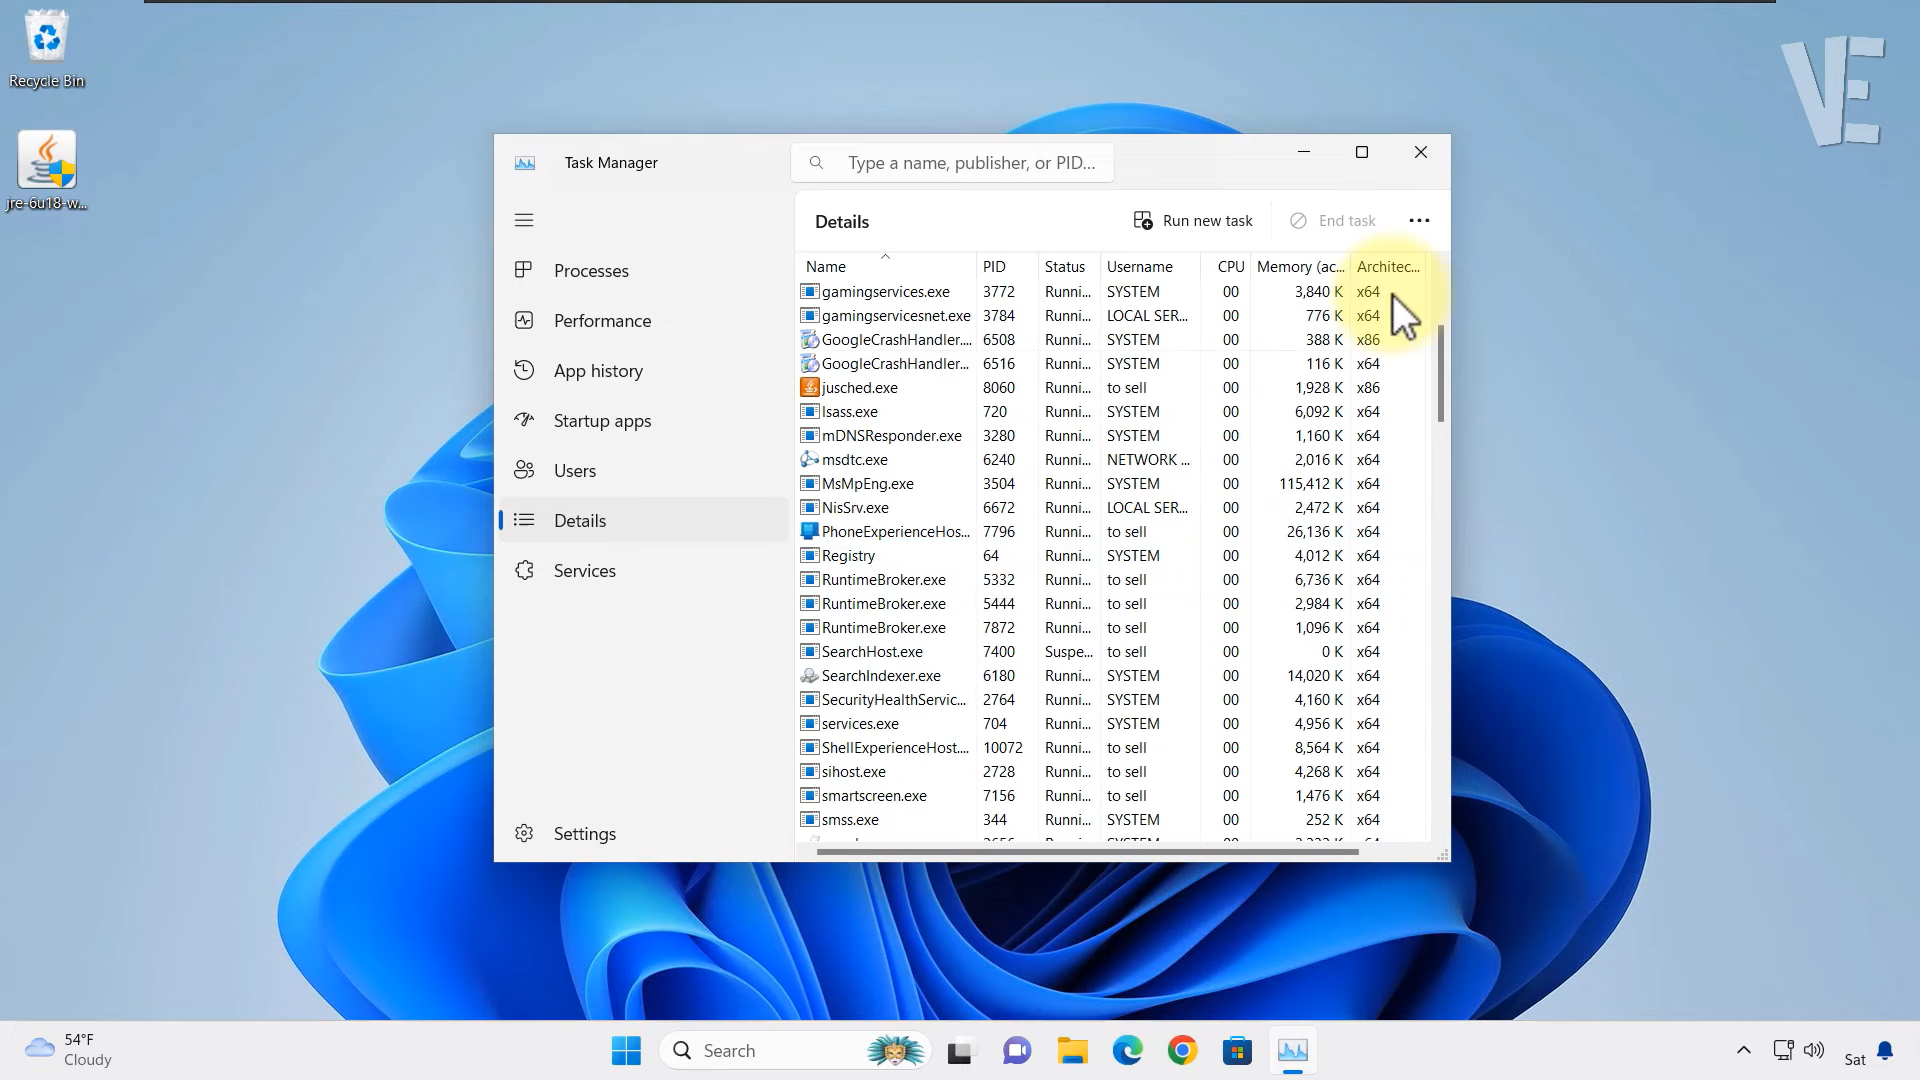 Recycle Bin
jre-6u18-w...
VE
Task Manager
Type a name, publisher, or PID...
Details
Run new task
End task
Processes
Performance
App history
Startup apps
Users
Details
Services
Settings
Name PID Status Username CPU Memory (ac... Architec...
gamingservices.exe 3772 Runni... SYSTEM 00 3,840 K x64
gamingservicesnet.exe 3784 Runni... LOCAL SER... 00 776 K x64
GoogleCrashHandler... 6508 Runni... SYSTEM 00 388 K x86
GoogleCrashHandler... 6516 Runni... SYSTEM 00 116 K x64
jusched.exe 8060 Runni... to sell 00 1,928 K x86
lsass.exe 720 Runni... SYSTEM 00 6,092 K x64
mDNSResponder.exe 3280 Runni... SYSTEM 00 1,160 K x64
msdtc.exe 6240 Runni... NETWORK ... 00 2,016 K x64
MsMpEng.exe 3504 Runni... SYSTEM 00 115,412 K x64
NisSrv.exe 6672 Runni... LOCAL SER... 00 2,472 K x64
PhoneExperienceHos... 7796 Runni... to sell 00 26,136 K x64
Registry 64 Runni... SYSTEM 00 4,012 K x64
RuntimeBroker.exe 5332 Runni... to sell 00 6,736 K x64
RuntimeBroker.exe 5444 Runni... to sell 00 2,984 K x64
RuntimeBroker.exe 7872 Runni... to sell 00 1,096 K x64
SearchHost.exe 7400 Suspe... to sell 00 0 K x64
SearchIndexer.exe 6180 Runni... SYSTEM 00 14,020 K x64
SecurityHealthServic... 2764 Runni... SYSTEM 00 4,160 K x64
services.exe 704 Runni... SYSTEM 00 4,956 K x64
ShellExperienceHost.... 10072 Runni... to sell 00 8,564 K x64
sihost.exe 2728 Runni... to sell 00 4,268 K x64
smartscreen.exe 7156 Runni... to sell 00 1,476 K x64
smss.exe 344 Runni... SYSTEM 00 252 K x64
54°F
Cloudy
Search
Sat